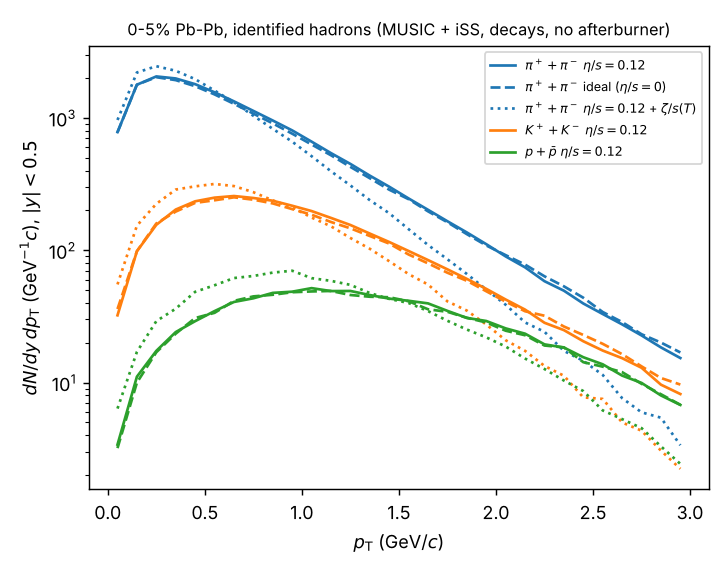 0-5% Pb-Pb, identified hadrons (MUSIC + iSS, decays, no afterburner)
π⁺ + π⁻ η/s = 0.12
π⁺ + π⁻ ideal (η/s = 0)
π⁺ + π⁻ η/s = 0.12 + ζ/s(T)
K⁺ + K⁻ η/s = 0.12
p + p̄ η/s = 0.12
dN/dy dp_T (GeV⁻¹c), |y| < 0.5
10³
10²
10¹
0.0 0.5 1.0 1.5 2.0 2.5 3.0
p_T (GeV/c)